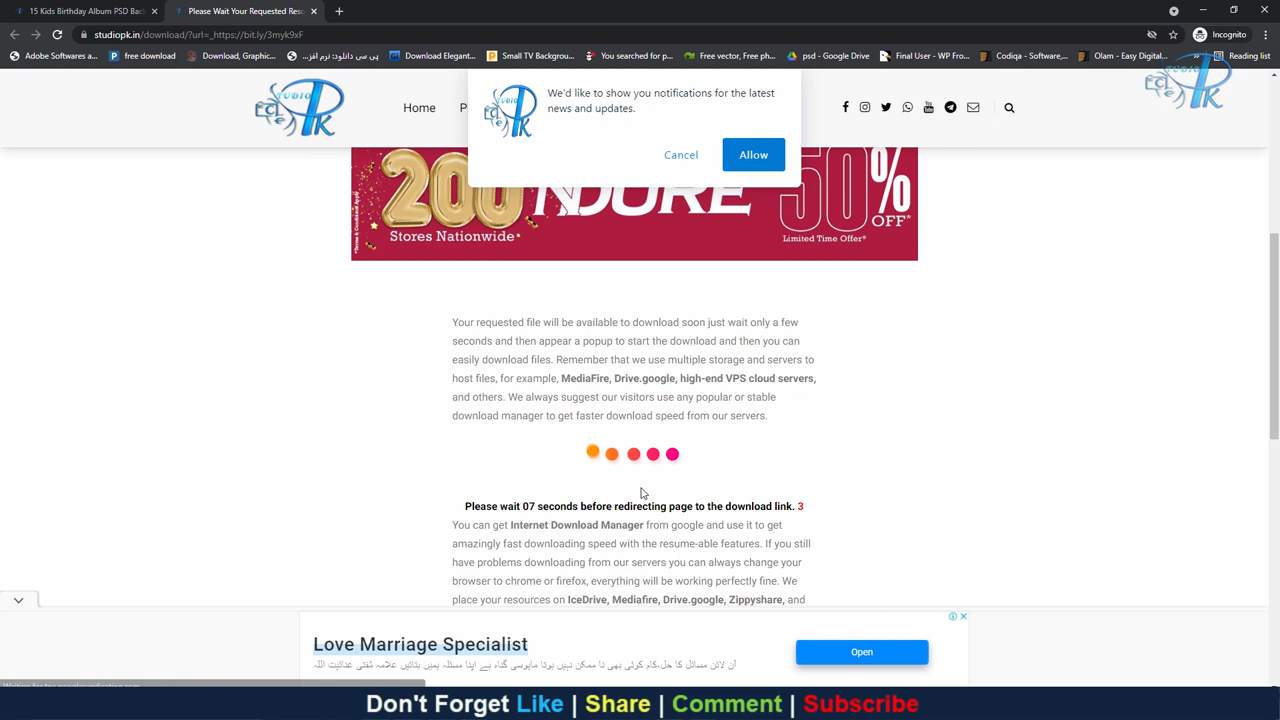 15 Kids Birthday Album PSD Back
Please Wait Your Requested Reso
studiopk.in/download/?url=_https://bit.ly/3myk9xF
Incognito
Adobe Softwares a...
free download
Download, Graphic...
پی سی دانلود: نرم افزار...
Download Elegant...
Small TV Backgroun...
You searched for p...
Free vector, free ph...
psd - Google Drive
Final User - WP Fro...
Codiqa - Software,...
Olam - Easy Digital...
Reading list
We'd like to show you notifications for the latest
news and updates.
Cancel
Allow
Home
P
200
NDURE
50%
OFF*
Stores Nationwide*
Limited Time Offer*
Your requested file will be available to download soon just wait only a few
seconds and then appear a popup to start the download and then you can
easily download files. Remember that we use multiple storage and servers to
host files, for example, MediaFire, Drive.google, high-end VPS cloud servers,
and others. We always suggest our visitors use any popular or stable
download manager to get faster download speed from our servers.
Please wait 07 seconds before redirecting page to the download link. 3
You can get Internet Download Manager from google and use it to get
amazingly fast downloading speed with the resume-able features. If you still
have problems downloading from our servers you can always change your
browser to chrome or firefox, everything will be working perfectly fine. We
place your resources on IceDrive, Mediafire, Drive.google, Zippyshare, and
Love Marriage Specialist
Open
Don't Forget Like | Share | Comment | Subscribe